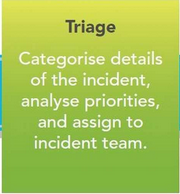 Triage
Categorise details
of the incident,
analyse priorities,
and assign to
incident team.